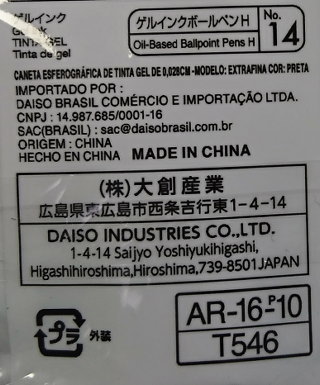 ゲルインク
TINTA GEL
Tinta de gel
ゲルインクボールペンH
Oil-Based Ballpoint Pens H
No.
14
CANETA ESFEROGRÁFICA DE TINTA GEL DE 0,028CM - MODELO: EXTRAFINA COR: PRETA
IMPORTADO POR :
DAISO BRASIL COMÉRCIO E IMPORTAÇÃO LTDA.
CNPJ : 14.987.685/0001-16
SAC(BRASIL) : sac@daisobrasil.com.br
ORIGEM : CHINA
HECHO EN CHINA MADE IN CHINA
(株)大創産業
広島県東広島市西条吉行東1-4-14
DAISO INDUSTRIES CO.,LTD.
1-4-14 Saijyo Yoshiyukihigashi,
Higashihiroshima,Hiroshima,739-8501JAPAN
プラ 外装
AR-16-P-10
T546